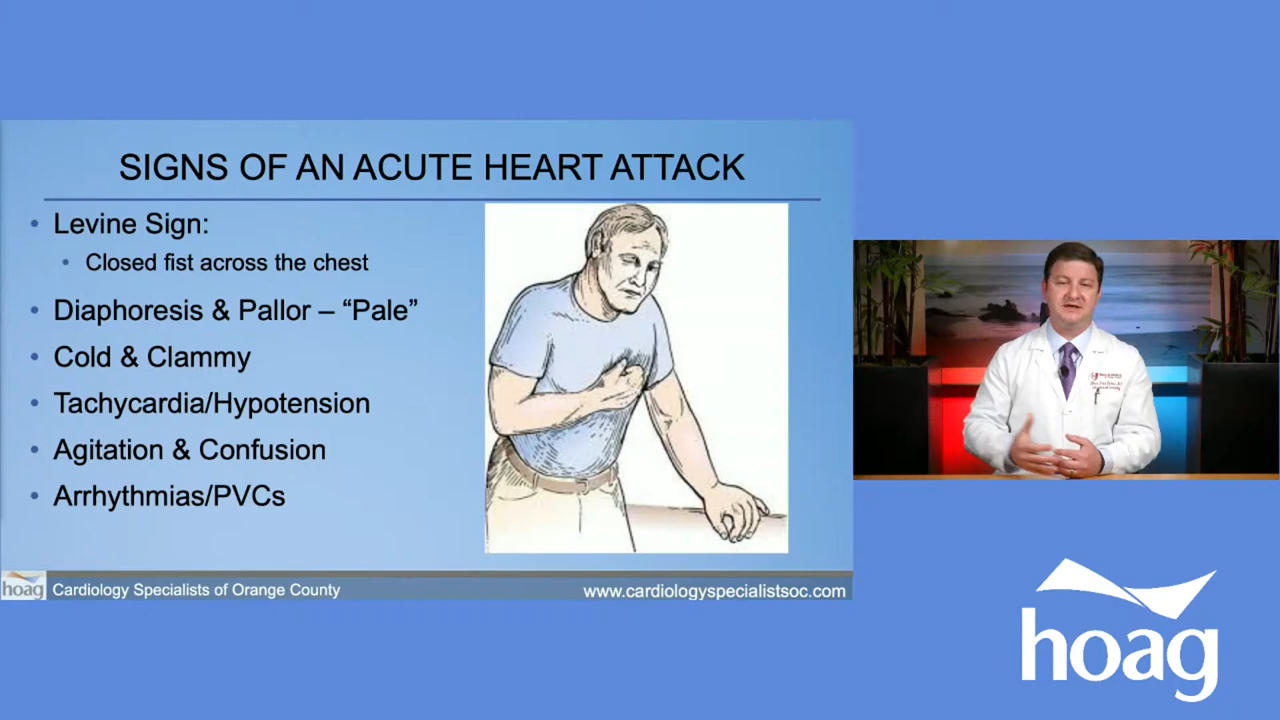 SIGNS OF AN ACUTE HEART ATTACK
• Levine Sign:
• Closed fist across the chest
• Diaphoresis & Pallor – “Pale”
• Cold & Clammy
• Tachycardia/Hypotension
• Agitation & Confusion
• Arrhythmias/PVCs
hoag Cardiology Specialists of Orange County
www.cardiologyspecialistsoc.com
hoag